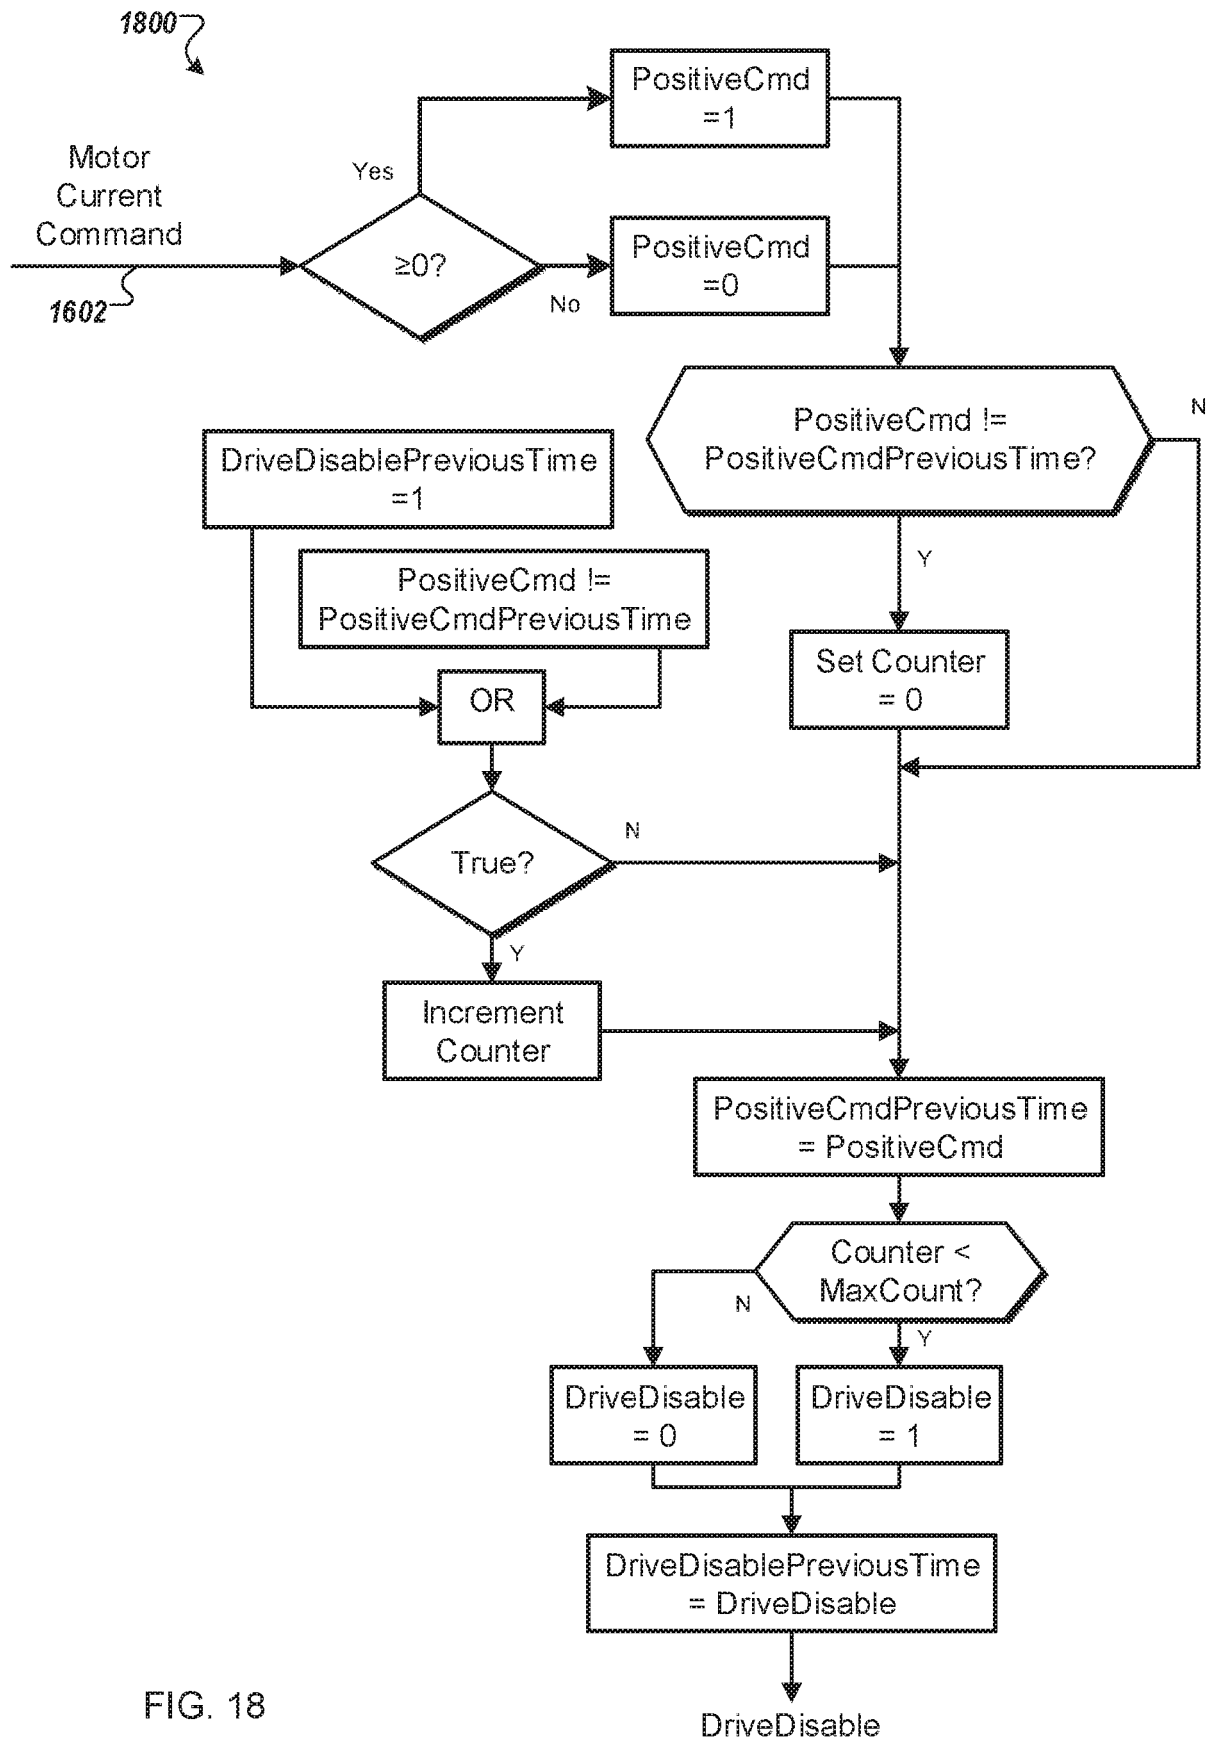 1800
PositiveCmd
=1
Motor
Current
Command
Yes
≥0?
PositiveCmd
=0
No
1602
PositiveCmd !=
PositiveCmdPreviousTime?
N
DriveDisablePreviousTime
=1
Y
PositiveCmd !=
PositiveCmdPreviousTime
Set Counter
= 0
OR
True?
N
Y
Increment
Counter
PositiveCmdPreviousTime
= PositiveCmd
Counter <
MaxCount?
N
Y
DriveDisable
= 0
DriveDisable
= 1
DriveDisablePreviousTime
= DriveDisable
DriveDisable
FIG. 18